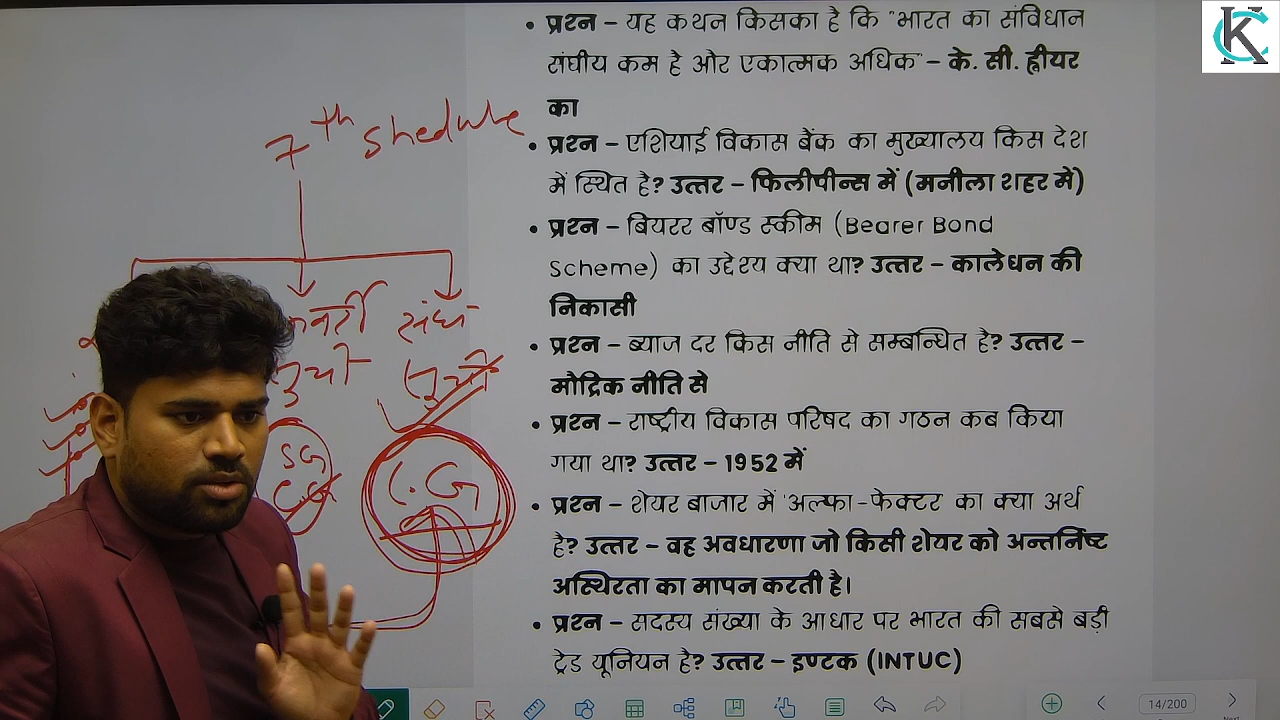 K
C
7th shedule
सूची
संघ
सूची
SG
C.G
C.G
• प्रश्न – यह कथन किसका है कि "भारत का संविधान
संघीय कम है और एकात्मक अधिक" – के. सी. ह्वीयर
का
• प्रश्न – एशियाई विकास बैंक का मुख्यालय किस देश
में स्थित है? उत्तर – फिलीपीन्स में (मनीला शहर में)
• प्रश्न – बियरर बॉण्ड स्कीम (Bearer Bond
Scheme) का उद्देश्य क्या था? उत्तर – कालेधन की
निकासी
• प्रश्न – ब्याज दर किस नीति से सम्बन्धित है? उत्तर –
मौद्रिक नीति से
• प्रश्न – राष्ट्रीय विकास परिषद का गठन कब किया
गया था? उत्तर – 1952 में
• प्रश्न – शेयर बाजार में 'अल्फा-फेक्टर का क्या अर्थ
है? उत्तर – वह अवधारणा जो किसी शेयर को अन्तर्निष्ट
अस्थिरता का मापन करती है।
• प्रश्न – सदस्य संख्या के आधार पर भारत की सबसे बड़ी
ट्रेड यूनियन है? उत्तर – इण्टक (INTUC)
14/200
Next